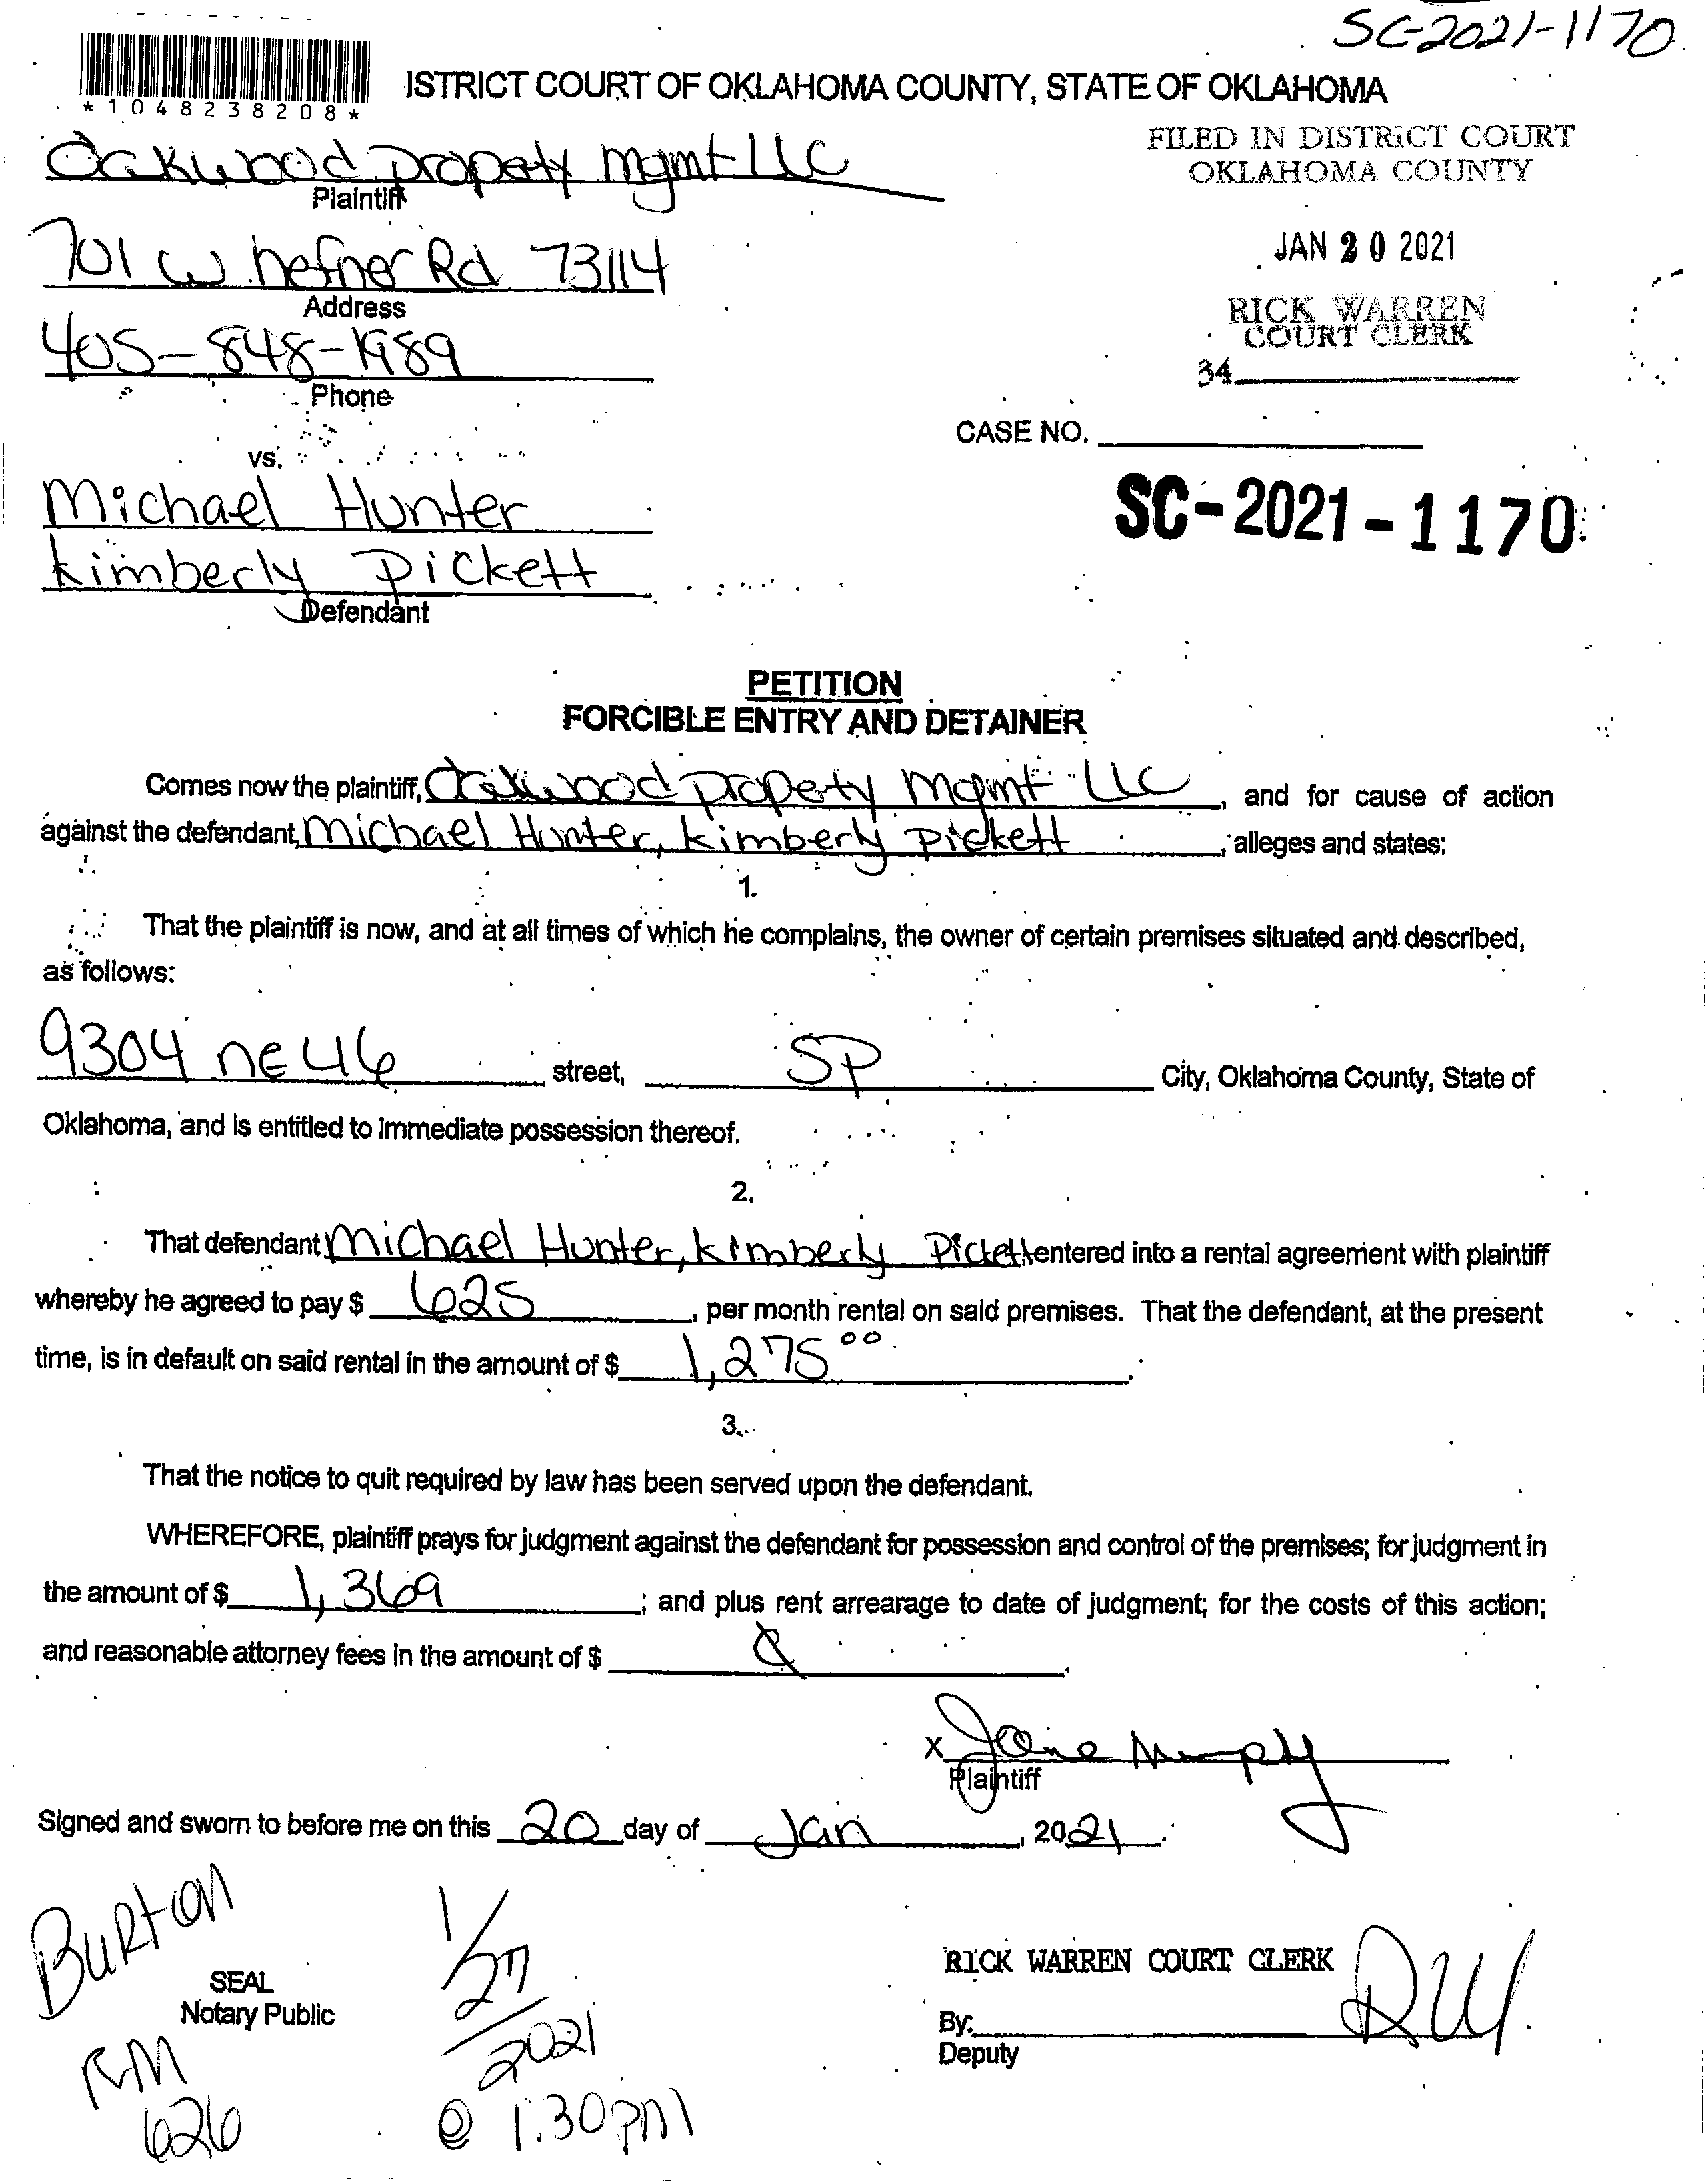 SC-2021-1170
ISTRICT COURT OF OKLAHOMA COUNTY, STATE OF OKLAHOMA
*1048238208*
Oakwood Property Mgmt LLC
Plaintiff
FILED IN DISTRICT COURT
OKLAHOMA COUNTY
701 W hefner Rd 73114
Address
JAN 20 2021
405-848-1989
Phone
RICK WARREN
COURT CLERK
34
CASE NO.
vs.
Michael Hunter
SC-2021-1170
Kimberly Pickett
Defendant
PETITION
FORCIBLE ENTRY AND DETAINER
Comes now the plaintiff, Oakwood Property Mgmt LLC, and for cause of action
against the defendant, Michael Hunter, Kimberly Pickett, alleges and states:
1.
That the plaintiff is now, and at all times of which he complains, the owner of certain premises situated and described,
as follows:
9304 NE 46 street, SP City, Oklahoma County, State of
Oklahoma, and is entitled to immediate possession thereof.
2.
That defendant Michael Hunter, Kimberly Pickett entered into a rental agreement with plaintiff
whereby he agreed to pay $ 625, per month rental on said premises. That the defendant, at the present
time, is in default on said rental in the amount of $ 1,275 00.
3.
That the notice to quit required by law has been served upon the defendant.
WHEREFORE, plaintiff prays for judgment against the defendant for possession and control of the premises; for judgment in
the amount of $ 1,369; and plus rent arrearage to date of judgment; for the costs of this action;
and reasonable attorney fees in the amount of $
x Jane Murphy
Plaintiff
Signed and sworn to before me on this 20 day of Jan, 2021.
Burton
SEAL
Notary Public
RM
626
1/27/2021
@ 1:30pm
RICK WARREN COURT CLERK
By:
Deputy